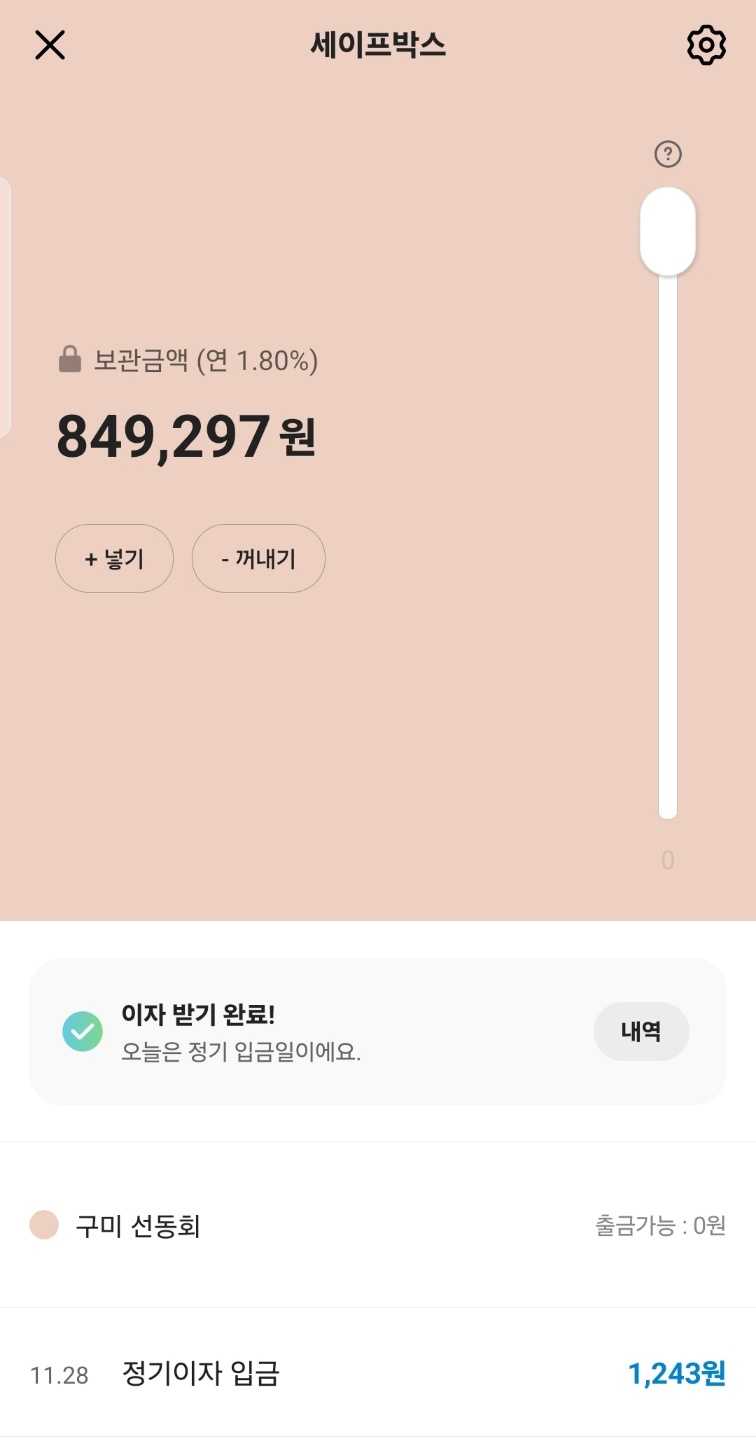 세이프박스
?
보관금액 (연 1.80%)
849,297원
+ 넣기
- 꺼내기
0
이자 받기 완료!
오늘은 정기 입금일이에요.
내역
구미 선동회
출금가능 : 0원
11.28 정기이자 입금 1,243원